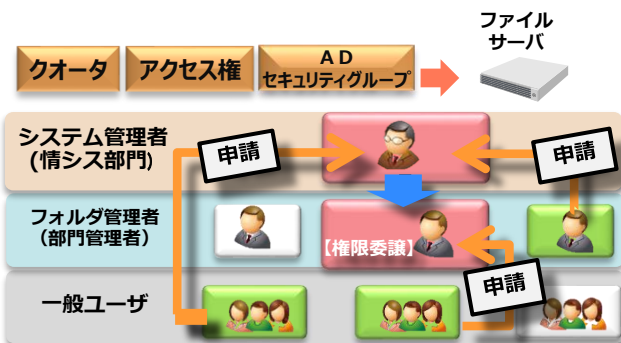 ファイル
サーバ
クオータ
アクセス権
ＡＤ
セキュリティグループ
システム管理者
(情シス部門)
申請
申請
フォルダ管理者
（部門管理者）
【権限委譲】
申請
一般ユーザ